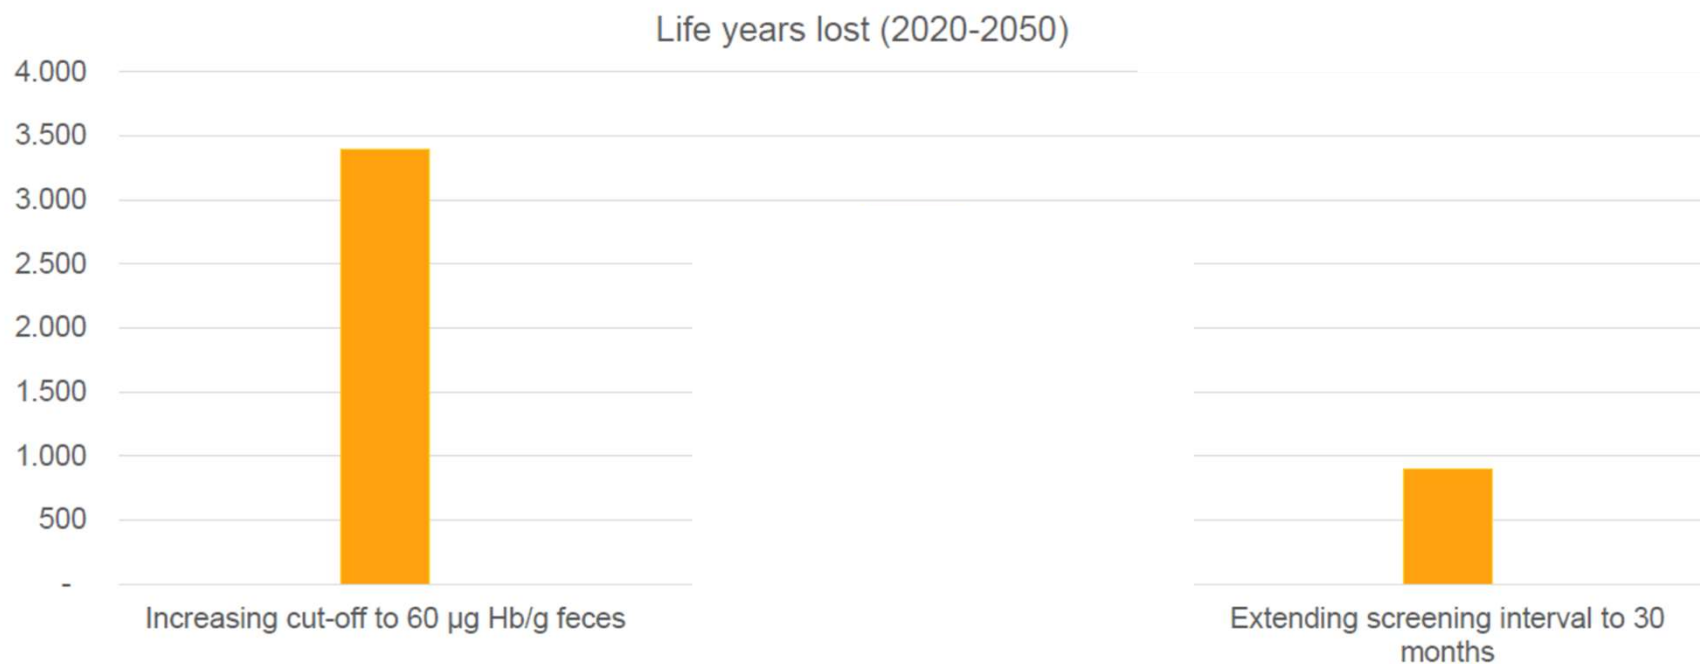 Life years lost (2020-2050)
4.000
3.500
3.000
2.500
2.000
1.500
1.000
500
-
Increasing cut-off to 60 µg Hb/g feces
Extending screening interval to 30
months